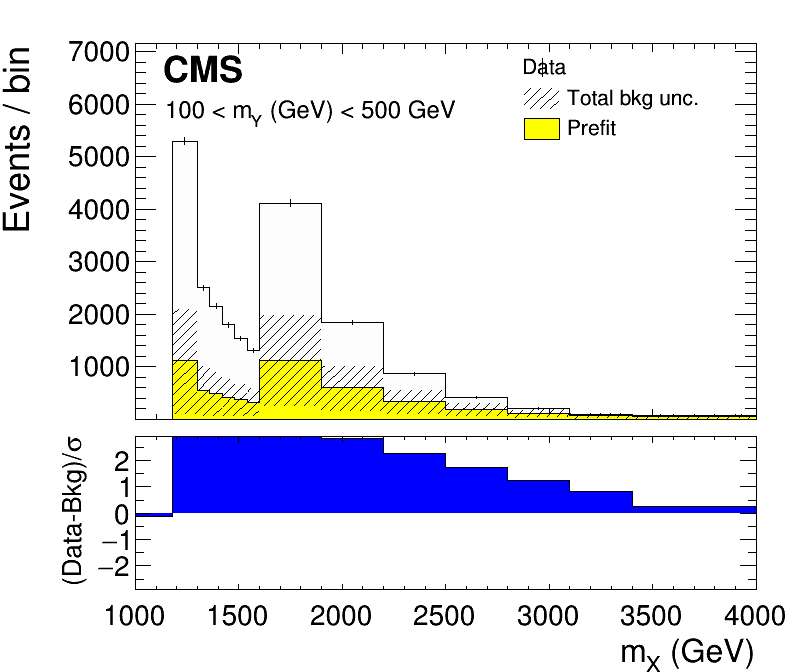 7000
6000
5000
4000
3000
2000
1000
Events / bin
CMS
100 < mY (GeV) < 500 GeV
Data
Total bkg unc.
Prefit
2
1
0
−1
−2
(Data-Bkg)/σ
1000 1500 2000 2500 3000 3500 4000
mX (GeV)